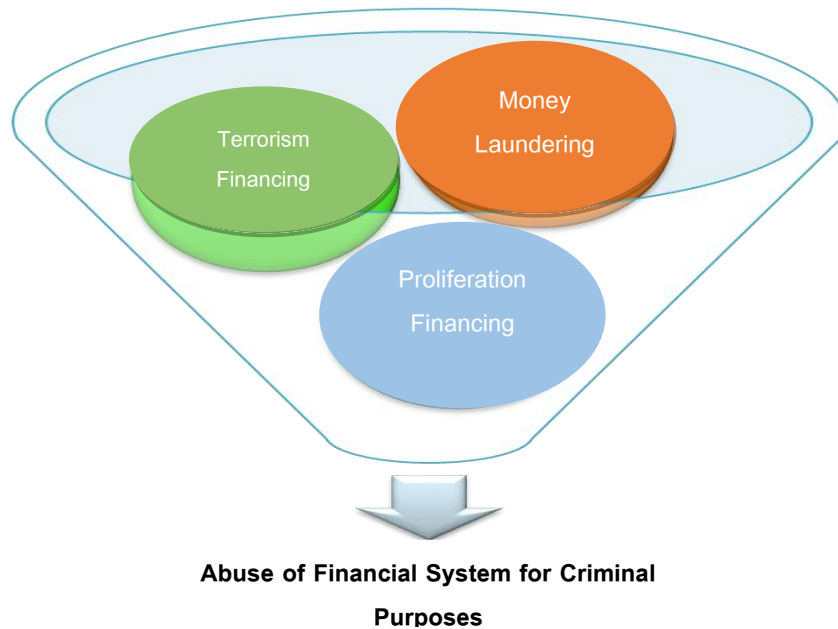 Money
Laundering
Terrorism
Financing
Proliferation
Financing
Abuse of Financial System for Criminal
Purposes